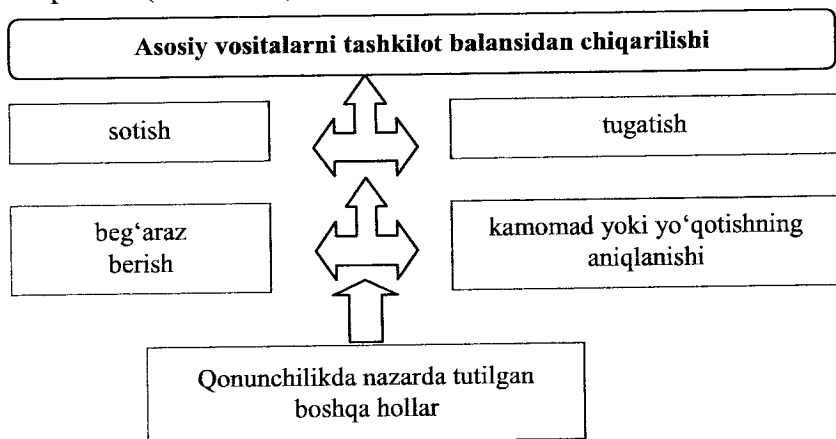 Asosiy vositalarni tashkilot balansidan chiqarilishi
sotish
tugatish
beg‘araz
berish
kamomad yoki yo‘qotishning
aniqlanishi
Qonunchilikda nazarda tutilgan
boshqa hollar